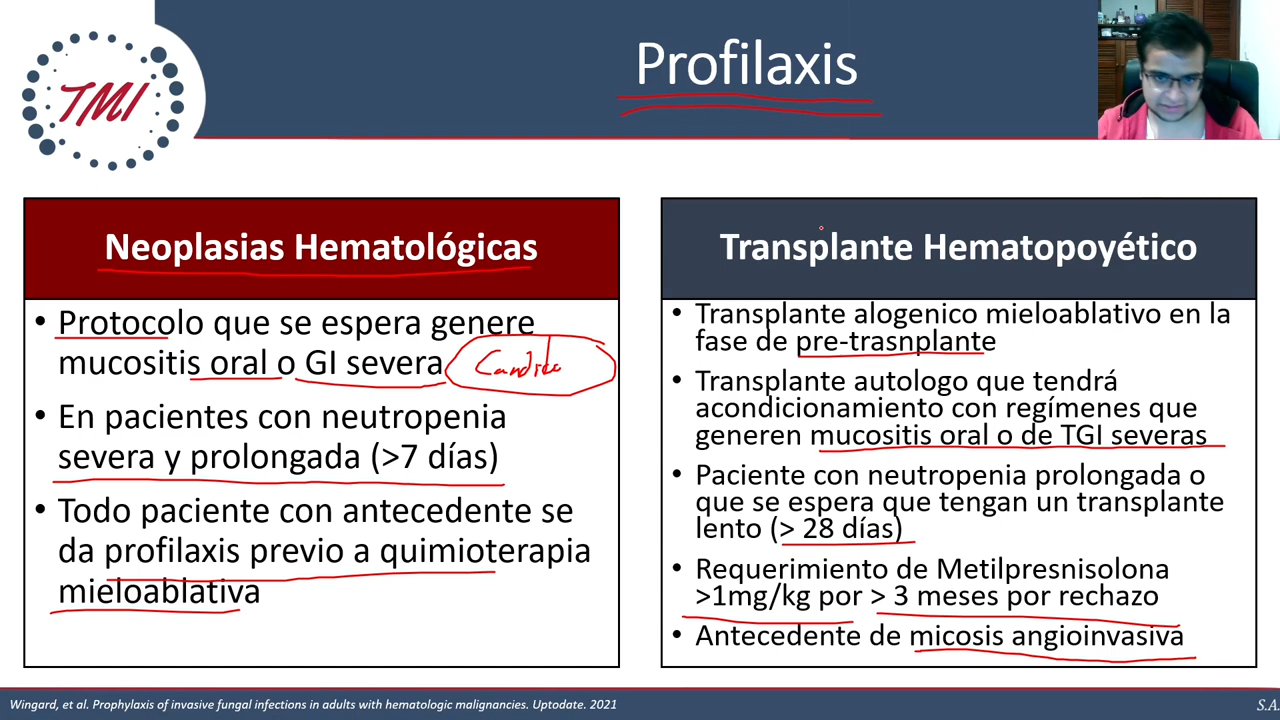 Profilaxis
TMI
Neoplasias Hematológicas
• Protocolo que se espera genere
mucositis oral o GI severa
Candida
• En pacientes con neutropenia
severa y prolongada (>7 días)
• Todo paciente con antecedente se
da profilaxis previo a quimioterapia
mieloablativa
Transplante Hematopoyético
• Transplante alogenico mieloablativo en la
fase de pre-trasnplante
• Transplante autologo que tendrá
acondicionamiento con regímenes que
generen mucositis oral o de TGI severas
• Paciente con neutropenia prolongada o
que se espera que tengan un transplante
lento (> 28 días)
• Requerimiento de Metilpresnisolona
>1mg/kg por > 3 meses por rechazo
• Antecedente de micosis angioinvasiva
Wingard, et al. Prophylaxis of invasive fungal infections in adults with hematologic malignancies. Uptodate. 2021
S.A.